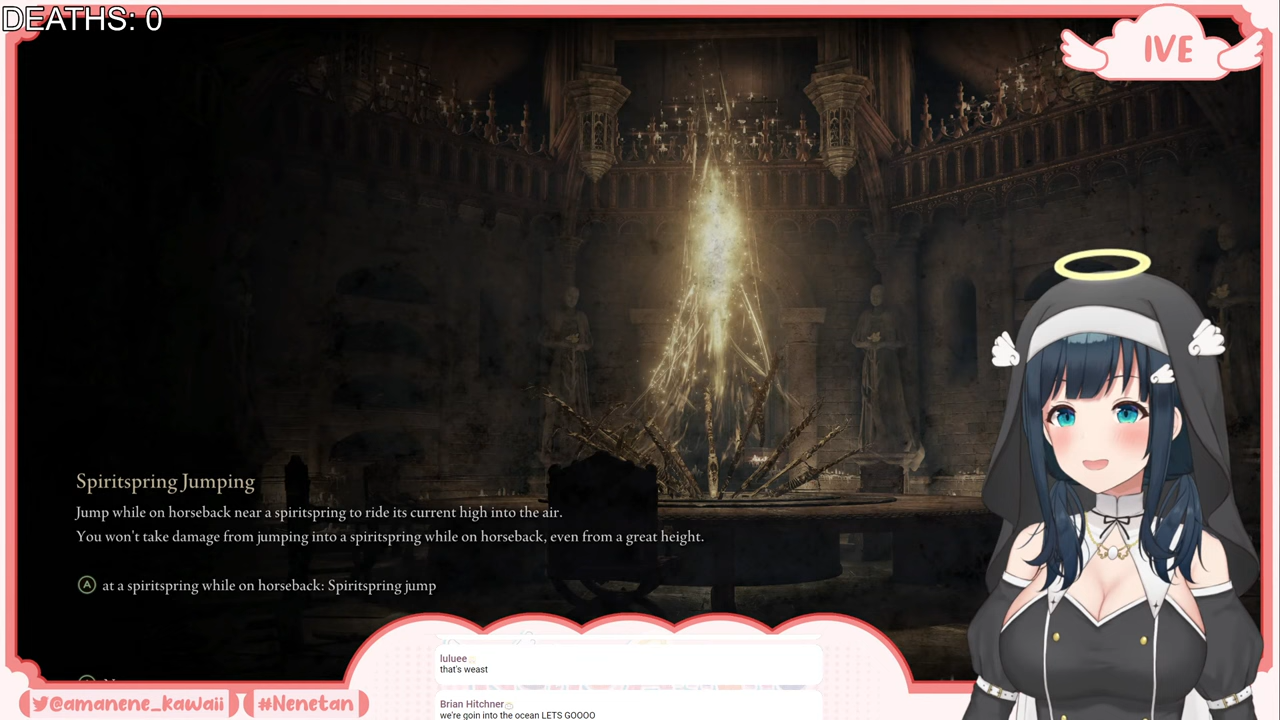 DEATHS: 0
IVE
Spiritspring Jumping
Jump while on horseback near a spiritspring to ride its current high into the air.
You won't take damage from jumping into a spiritspring while on horseback, even from a great height.
A at a spiritspring while on horseback: Spiritspring jump
luluee
that's weast
Brian Hitchner
we're goin into the ocean LETS GOOOO
@amanene_kawaii
#Nenetan